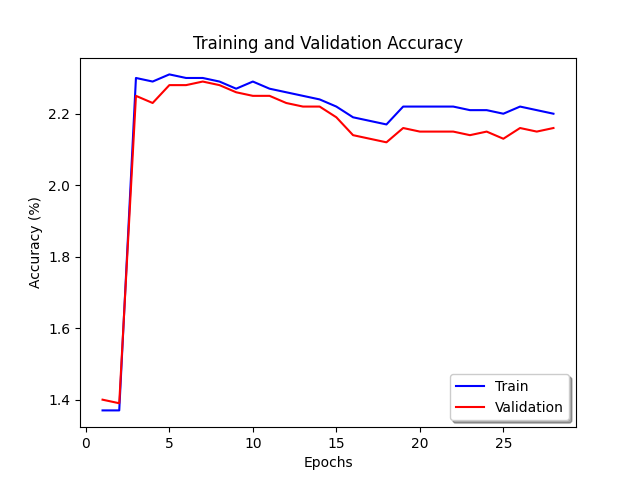 Training and Validation Accuracy
Accuracy (%)
2.2
2.0
1.8
1.6
1.4
0 5 10 15 20 25
Epochs
Train
Validation